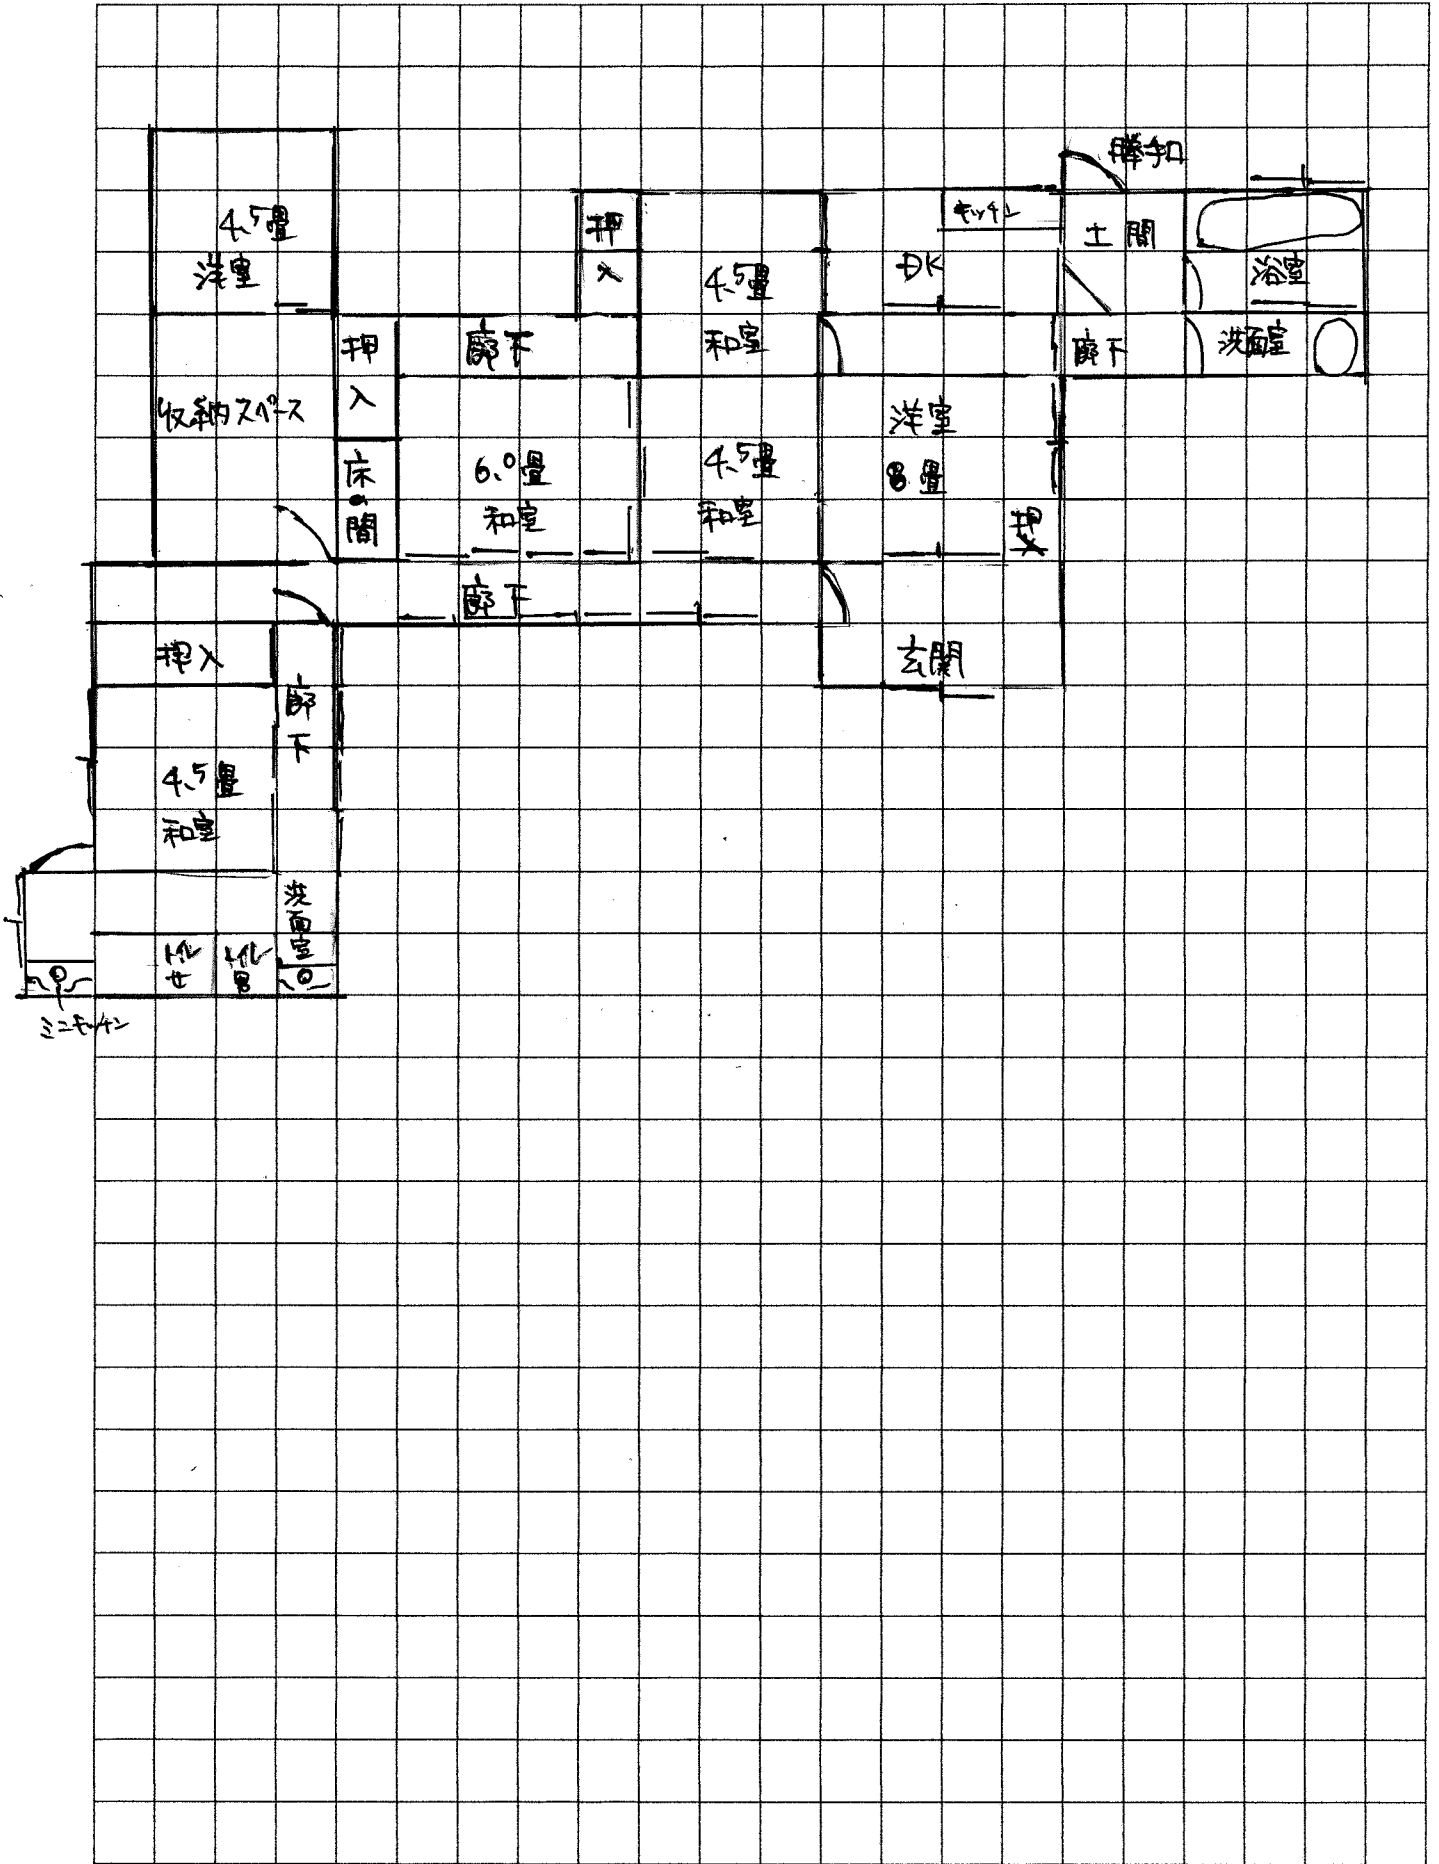 勝手口
4.5畳
洋室
押
入
4.5畳
和室
DK
キッチン
土間
浴室
押
入
廊下
廊下
洗面室
収納スペース
床の間
6.0畳
和室
4.5畳
和室
洋室
8畳
押入
廊下
玄関
押入
廊下
4.5畳
和室
洗面室
トイレ
女
トイレ
男
ミニキッチン